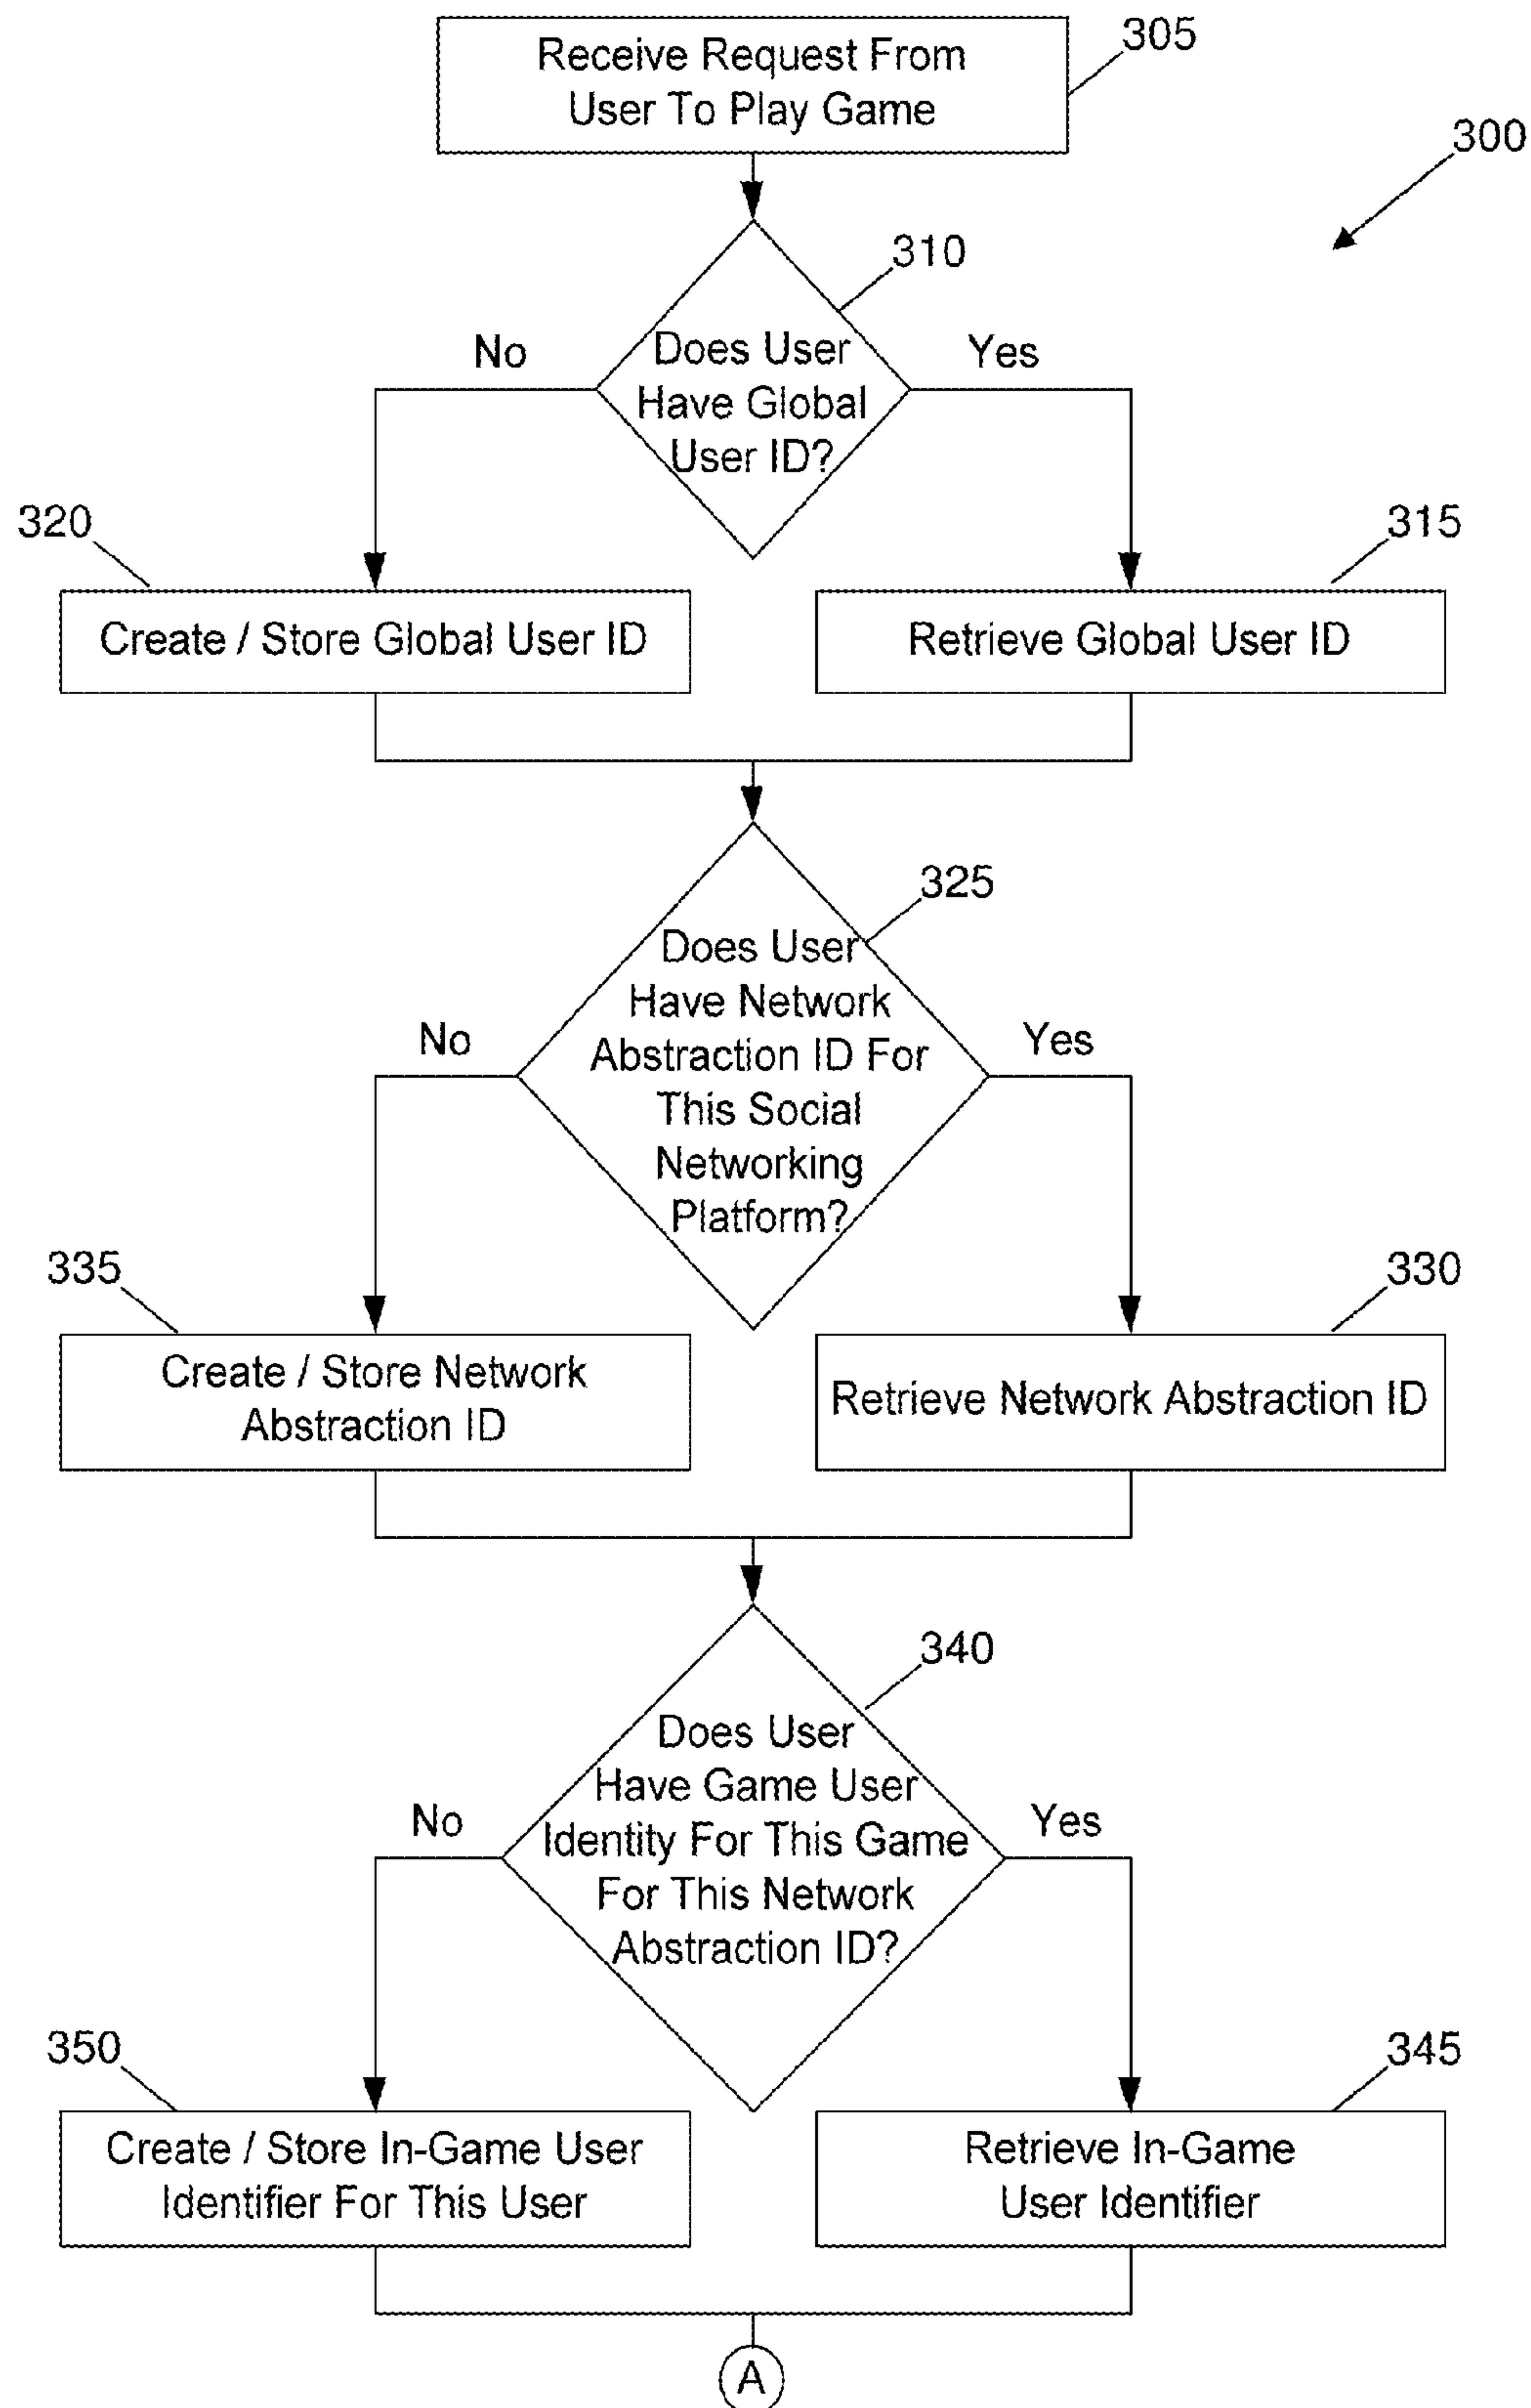 Receive Request From
User To Play Game
305
300
310
No
Does User
Have Global
User ID?
Yes
320
315
Create / Store Global User ID
Retrieve Global User ID
325
Does User
Have Network
Abstraction ID For
This Social
Networking
Platform?
No
Yes
335
330
Create / Store Network
Abstraction ID
Retrieve Network Abstraction ID
340
Does User
Have Game User
Identity For This Game
For This Network
Abstraction ID?
No
Yes
350
345
Create / Store In-Game User
Identifier For This User
Retrieve In-Game
User Identifier
A